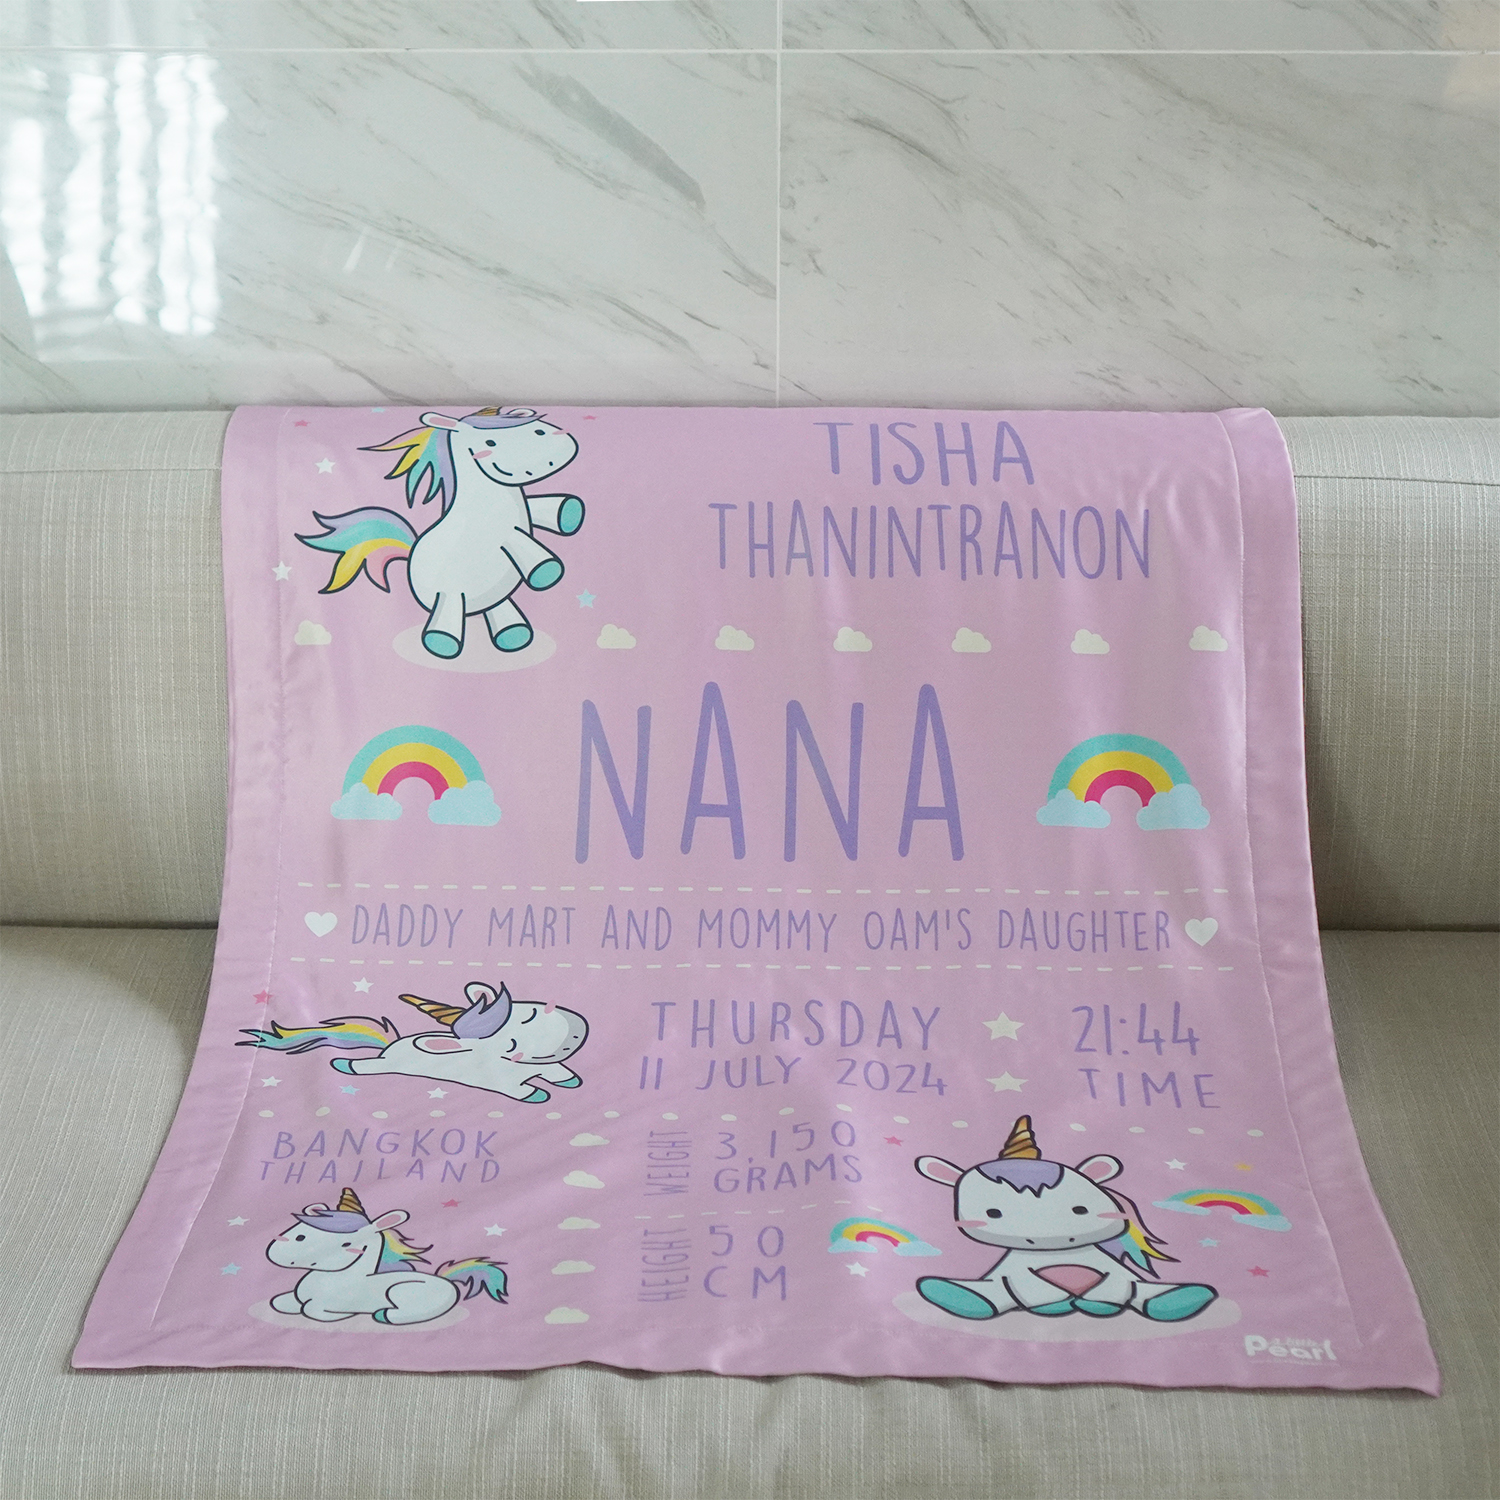 TISHA
THANINTRANON
NANA
DADDY MART AND MOMMY OAM'S DAUGHTER
THURSDAY
11 JULY 2024
21:44
TIME
BANGKOK
THAILAND
WEIGHT
3,150
GRAMS
HEIGHT
50
CM
a little
Pearl